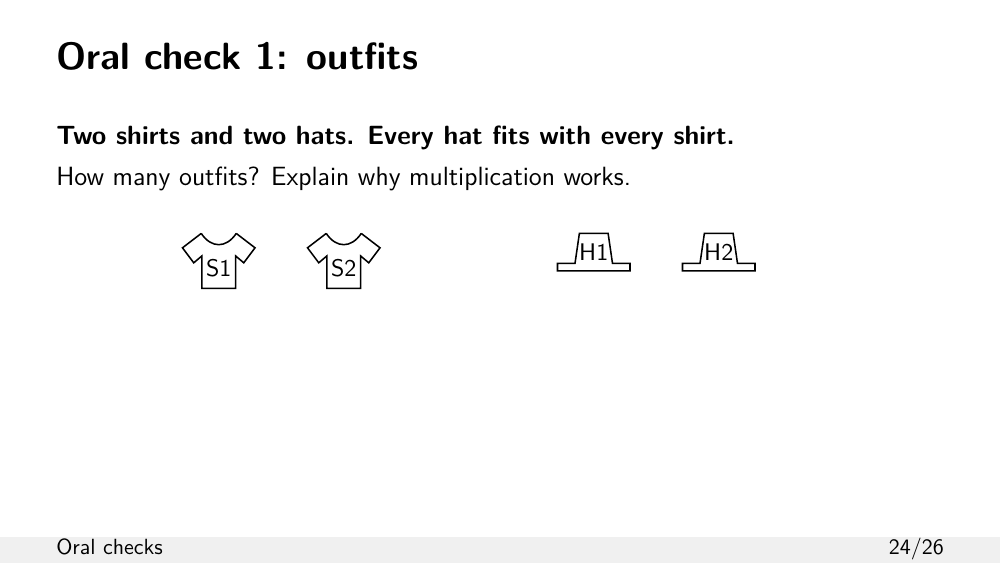 Oral check 1: outfits
Two shirts and two hats. Every hat fits with every shirt.
How many outfits? Explain why multiplication works.
S1 S2 H1 H2
Oral checks 24/26